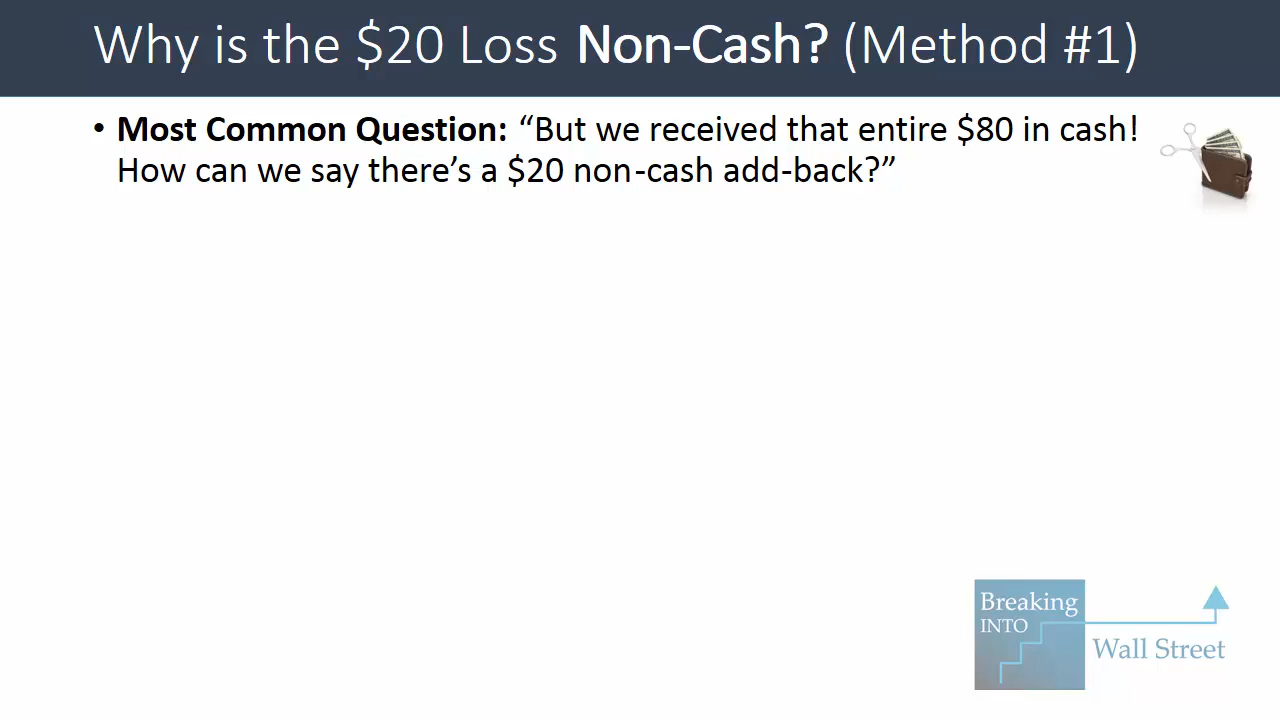 Why is the $20 Loss Non-Cash? (Method #1)
• Most Common Question: “But we received that entire $80 in cash!
How can we say there’s a $20 non-cash add-back?”
Breaking
INTO
Wall Street